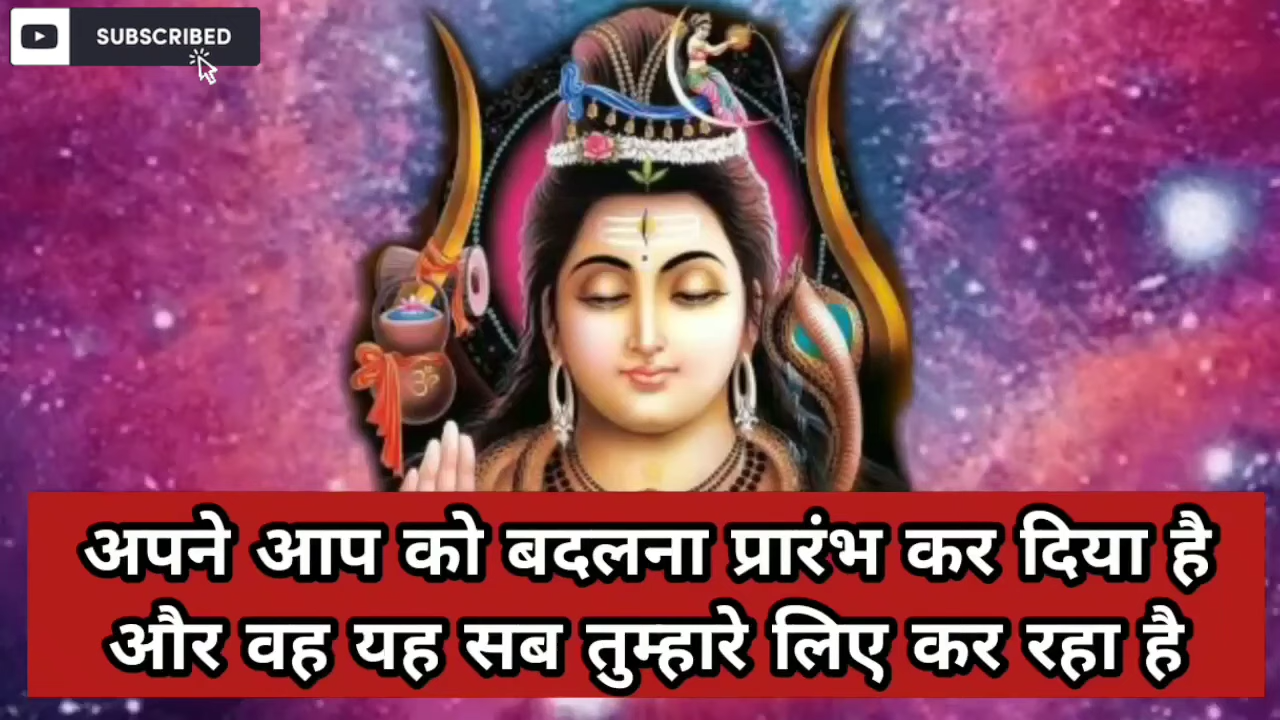 SUBSCRIBED
अपने आप को बदलना प्रारंभ कर दिया है
और वह यह सब तुम्हारे लिए कर रहा है
ॐ